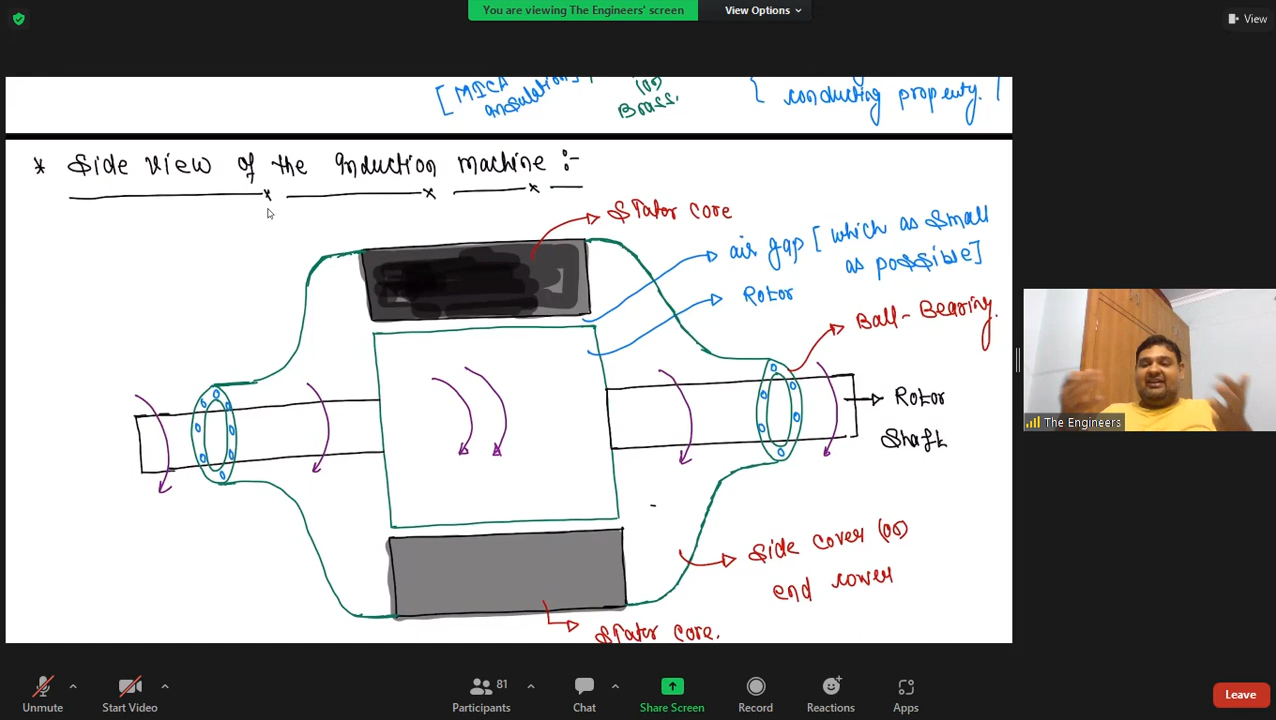 You are viewing The Engineers' screen
View Options
View
[MICA
insulation]
(or)
Brass.
conducting property.
* Side view of the induction machine :-
Stator core
air gap [which as small
as possible]
Rotor
Ball-Bearing.
Rotor
Shaft
Side cover (or)
end cover
Stator core.
The Engineers
Unmute
Start Video
81
Participants
Chat
Share Screen
Record
Reactions
Apps
Leave